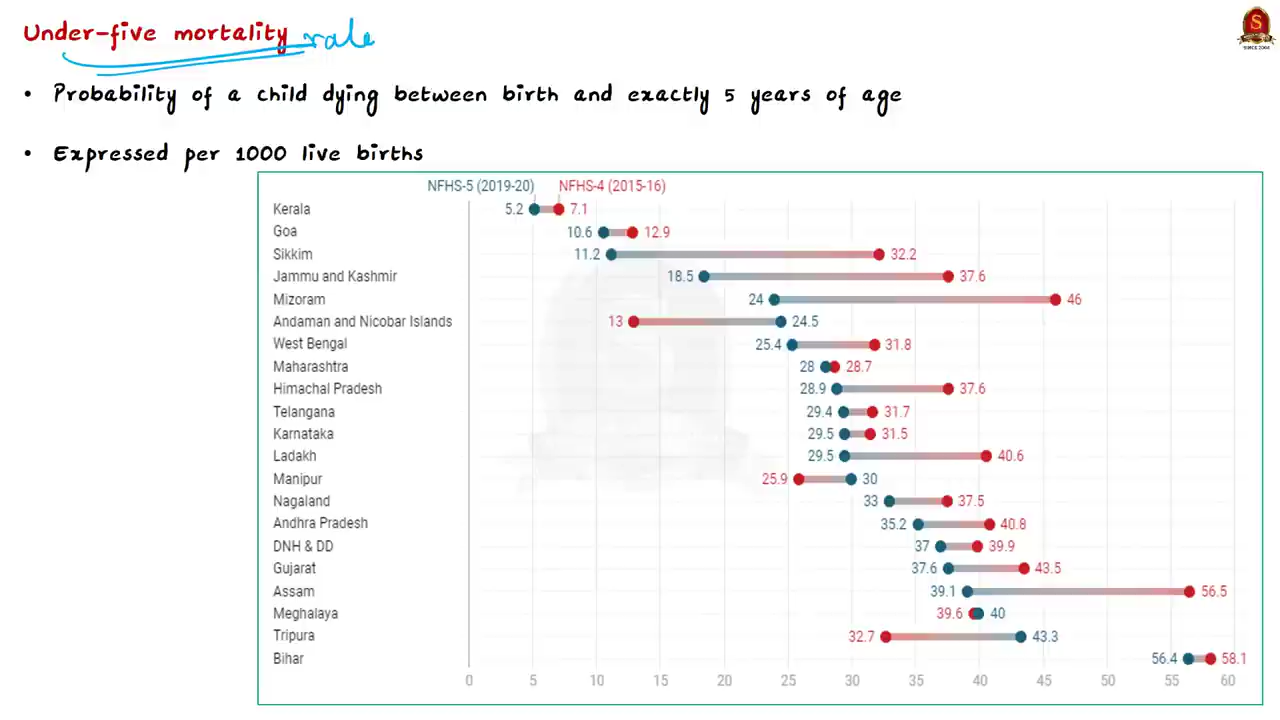 Under-five mortality rate
• Probability of a child dying between birth and exactly 5 years of age
• Expressed per 1000 live births
NFHS-5 (2019-20) NFHS-4 (2015-16)
Kerala 5.2 7.1
Goa 10.6 12.9
Sikkim 11.2 32.2
Jammu and Kashmir 18.5 37.6
Mizoram 24 46
Andaman and Nicobar Islands 13 24.5
West Bengal 25.4 31.8
Maharashtra 28 28.7
Himachal Pradesh 28.9 37.6
Telangana 29.4 31.7
Karnataka 29.5 31.5
Ladakh 29.5 40.6
Manipur 25.9 30
Nagaland 33 37.5
Andhra Pradesh 35.2 40.8
DNH & DD 37 39.9
Gujarat 37.6 43.5
Assam 39.1 56.5
Meghalaya 39.6 40
Tripura 32.7 43.3
Bihar 56.4 58.1
0 5 10 15 20 25 30 35 40 45 50 55 60
S
SINCE 2004